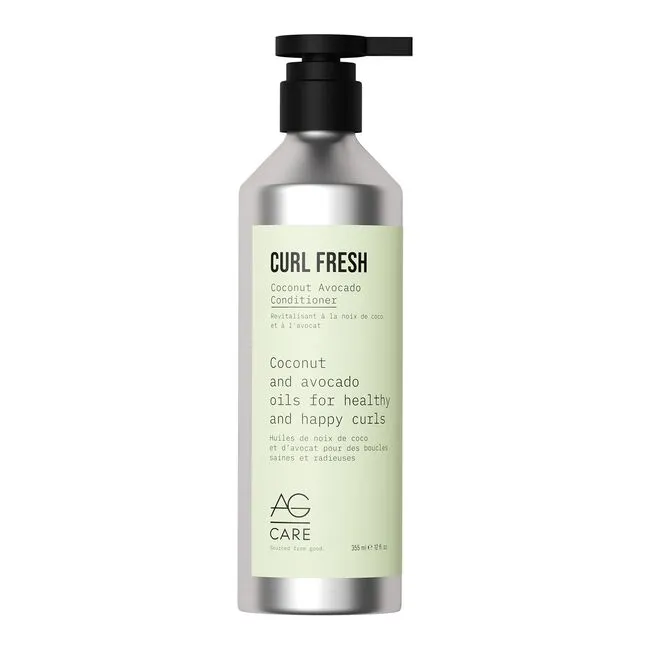 CURL FRESH
Coconut Avocado
Conditioner
Revitalisant à la noix de coco
et à l'avocat
Coconut
and avocado
oils for healthy
and happy curls
Huiles de noix de coco
et d'avocat pour des boucles
saines et radieuses
AG
CARE
Sourced from good.
355 ml ℮ 12 fl oz